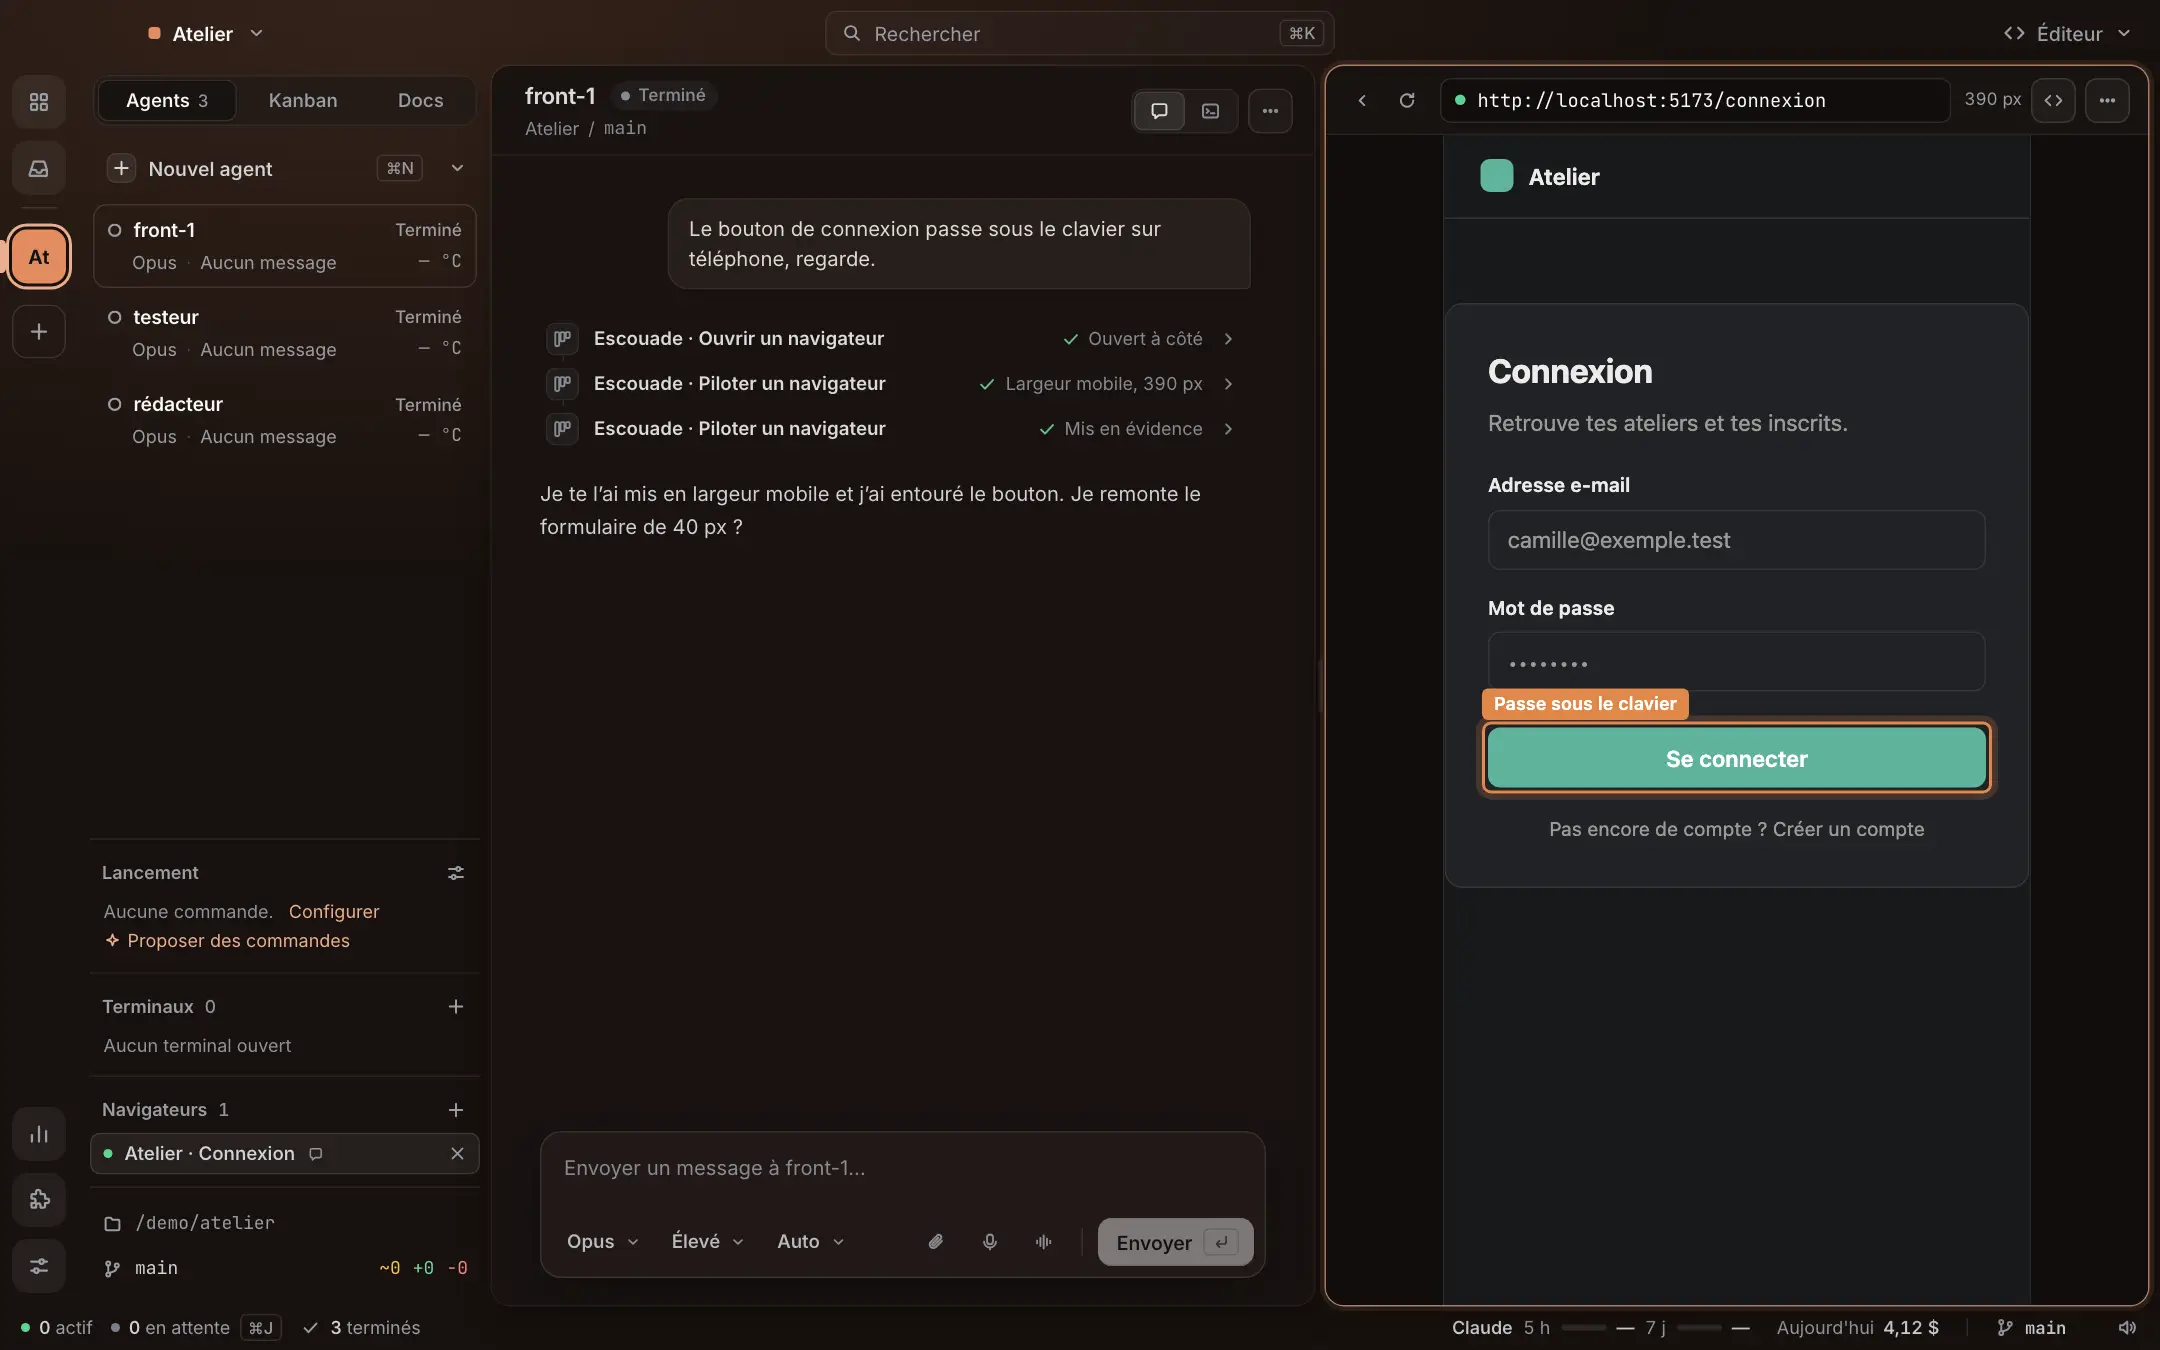 Atelier
Rechercher
⌘K
Éditeur
Agents 3
Kanban
Docs
Nouvel agent
⌘N
At
front-1
Terminé
Opus · Aucun message
— °C
testeur
Terminé
Opus · Aucun message
— °C
rédacteur
Terminé
Opus · Aucun message
— °C
Lancement
Aucune commande. Configurer
Proposer des commandes
Terminaux 0
Aucun terminal ouvert
Navigateurs 1
Atelier · Connexion
/demo/atelier
main
~0 +0 -0
front-1
Terminé
Atelier / main
Le bouton de connexion passe sous le clavier sur
téléphone, regarde.
Escouade · Ouvrir un navigateur
Ouvert à côté
Escouade · Piloter un navigateur
Largeur mobile, 390 px
Escouade · Piloter un navigateur
Mis en évidence
Je te l’ai mis en largeur mobile et j’ai entouré le bouton. Je remonte le
formulaire de 40 px ?
Envoyer un message à front-1...
Opus
Élevé
Auto
Envoyer
http://localhost:5173/connexion
390 px
Atelier
Connexion
Retrouve tes ateliers et tes inscrits.
Adresse e-mail
camille@exemple.test
Mot de passe
••••••••
Passe sous le clavier
Se connecter
Pas encore de compte ? Créer un compte
0 actif
0 en attente
⌘J
3 terminés
Claude 5 h — 7 j —
Aujourd'hui 4,12 $
main